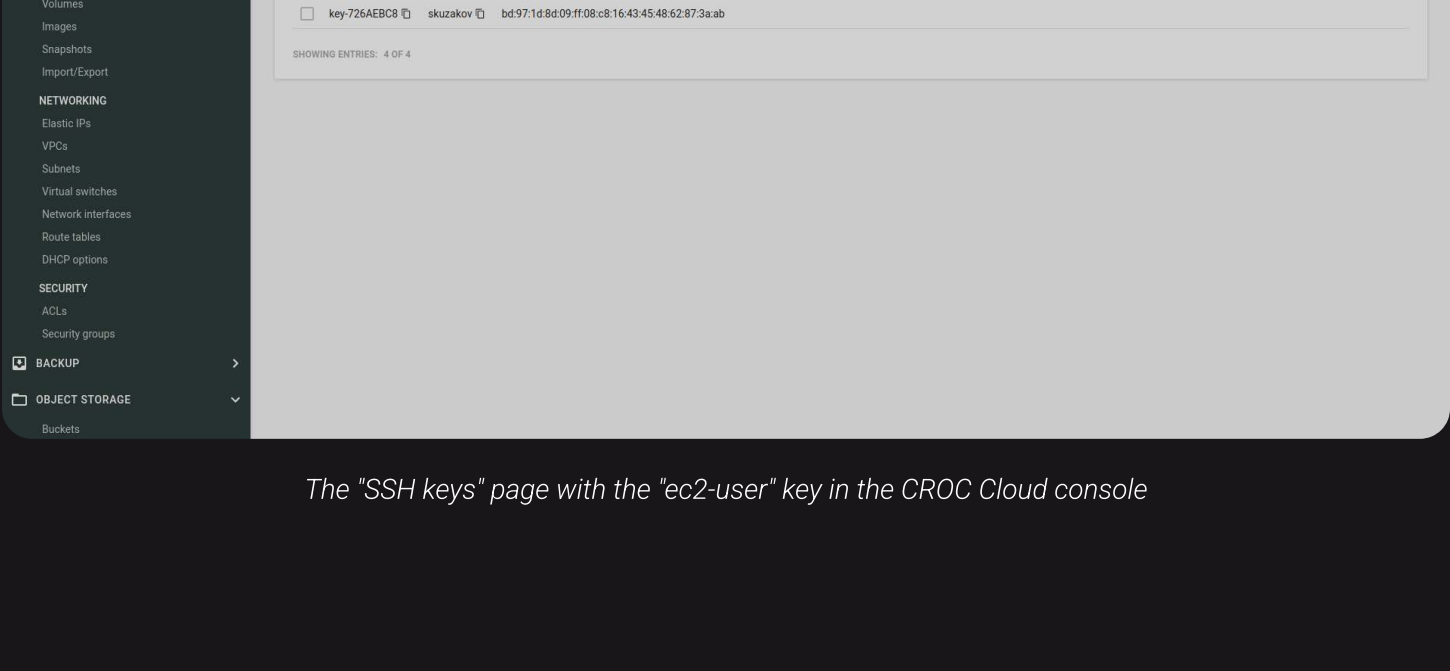 Volumes
Images
Snapshots
Import/Export
NETWORKING
Elastic IPs
VPCs
Subnets
Virtual switches
Network interfaces
Route tables
DHCP options
SECURITY
ACLs
Security groups
BACKUP
OBJECT STORAGE
Buckets
key-726AEBC8 skuzakov bd:97:1d:8d:09:ff:08:c8:16:43:45:48:62:87:3a:ab
SHOWING ENTRIES: 4 OF 4
The "SSH keys" page with the "ec2-user" key in the CROC Cloud console